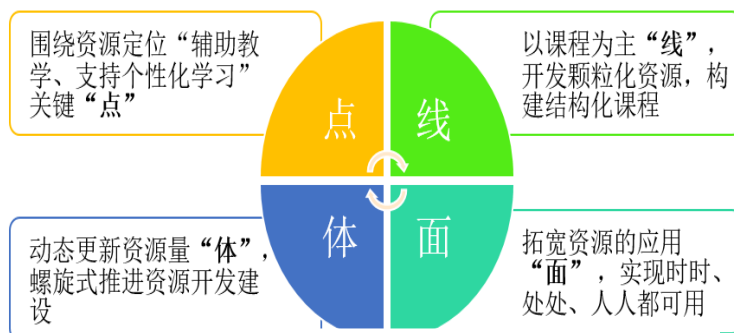 围绕资源定位“辅助教
学、支持个性化学习”
关键“点”
以课程为主“线”,
开发颗粒化资源，构
建结构化课程
点
线
体
面
动态更新资源量“体”,
螺旋式推进资源开发建
设
拓宽资源的应用
“面”，实现时时、
处处、人人都可用